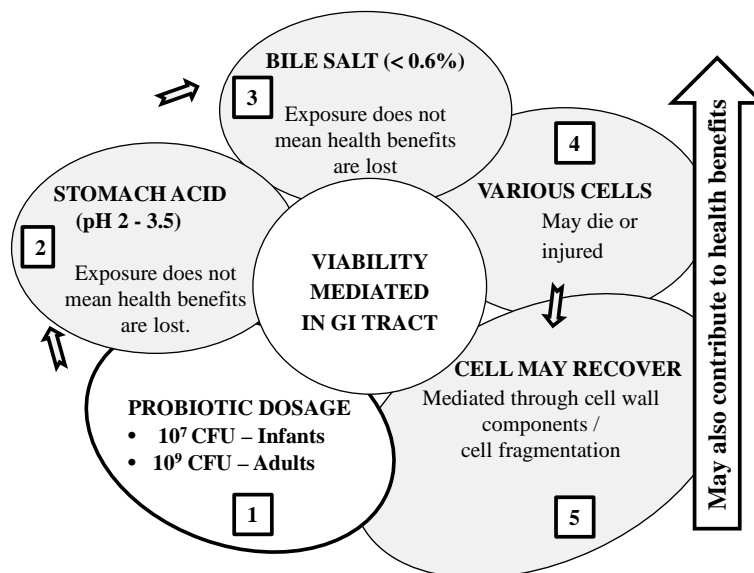 BILE SALT (< 0.6%)
3
Exposure does not
mean health benefits
are lost
4
VARIOUS CELLS
May die or
injured
STOMACH ACID
(pH 2 - 3.5)
2
Exposure does not
mean health benefits
are lost.
VIABILITY
MEDIATED
IN GI TRACT
CELL MAY RECOVER
Mediated through cell wall
components /
cell fragmentation
5
PROBIOTIC DOSAGE
• 10⁷ CFU – Infants
• 10⁹ CFU – Adults
1
May also contribute to health benefits